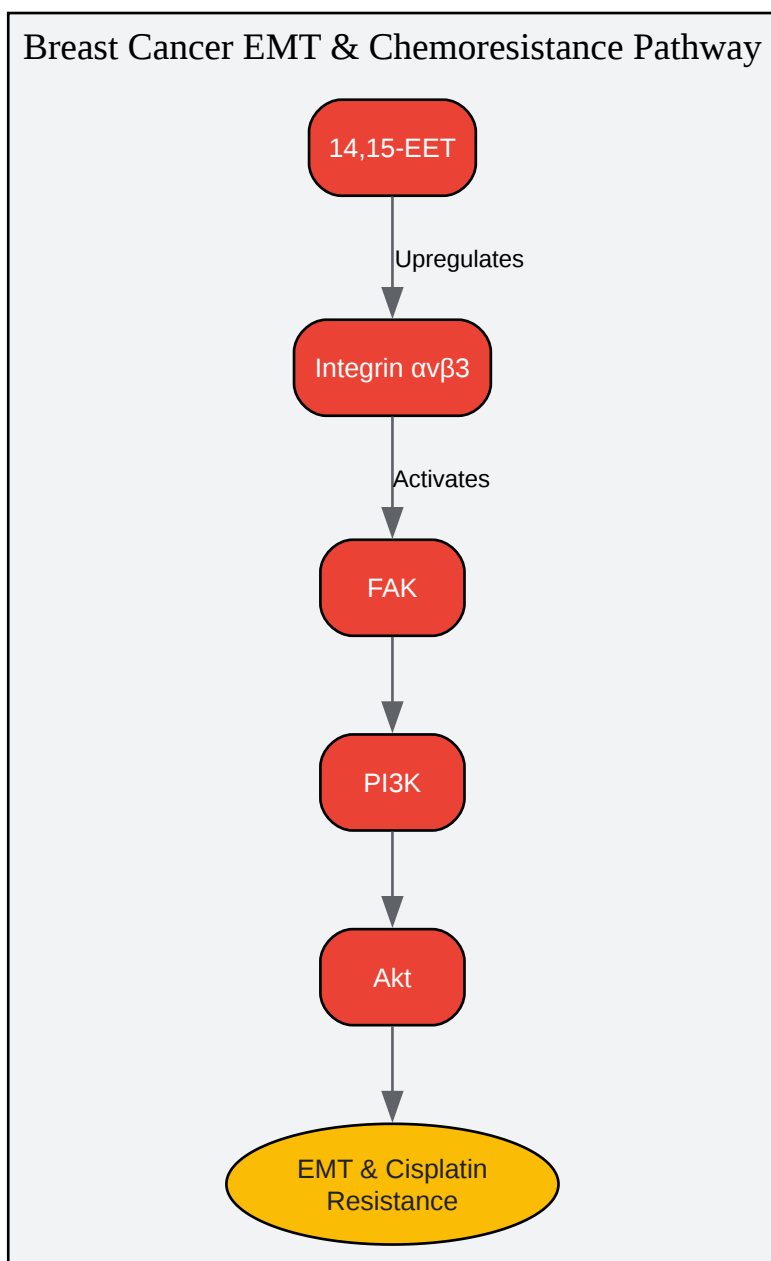 Breast Cancer EMT & Chemoresistance Pathway
14,15-EET
Upregulates
Integrin αvβ3
Activates
FAK
PI3K
Akt
EMT & Cisplatin
Resistance